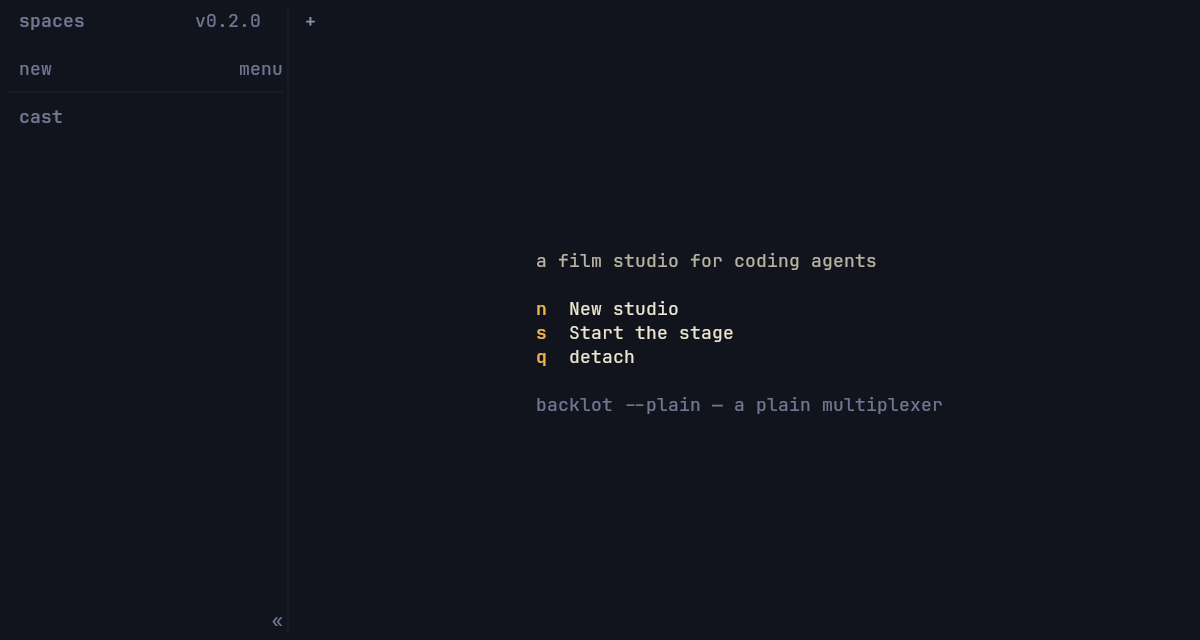 spaces v0.2.0 +
new menu
cast
a film studio for coding agents
n New studio
s Start the stage
q detach
backlot --plain — a plain multiplexer
«